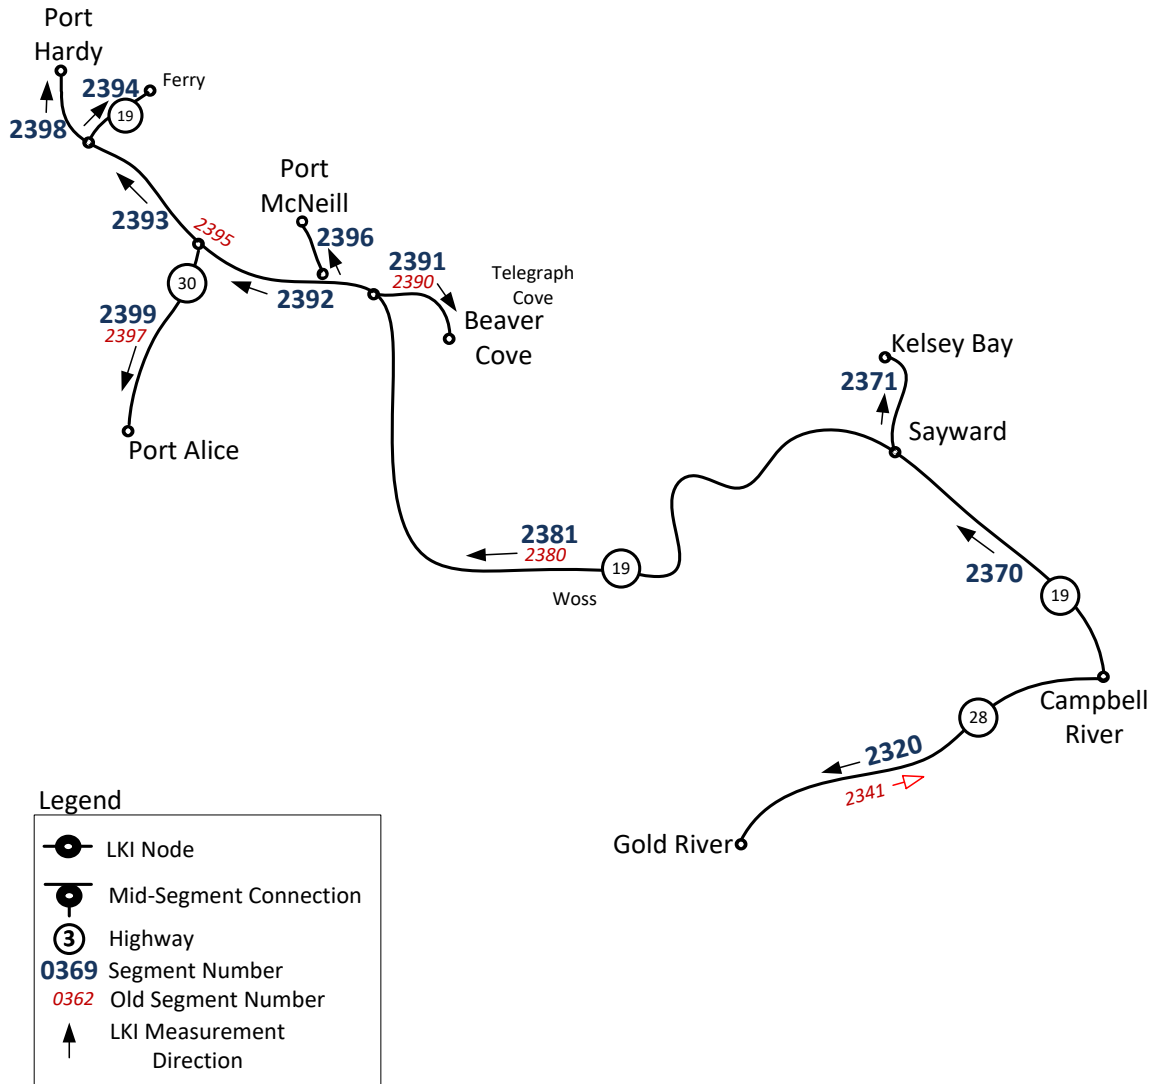 Port
Hardy
2394
Ferry
19
2398
Port
McNeill
2393
2395
2396
2391
2390
Telegraph
Cove
30
2392
2399
2397
Beaver
Cove
Kelsey Bay
2371
Port Alice
Sayward
2381
2380
19
Woss
2370
19
Campbell
River
28
2320
2341
Gold River
Legend
LKI Node
Mid-Segment Connection
3 Highway
0369 Segment Number
0362 Old Segment Number
LKI Measurement
Direction